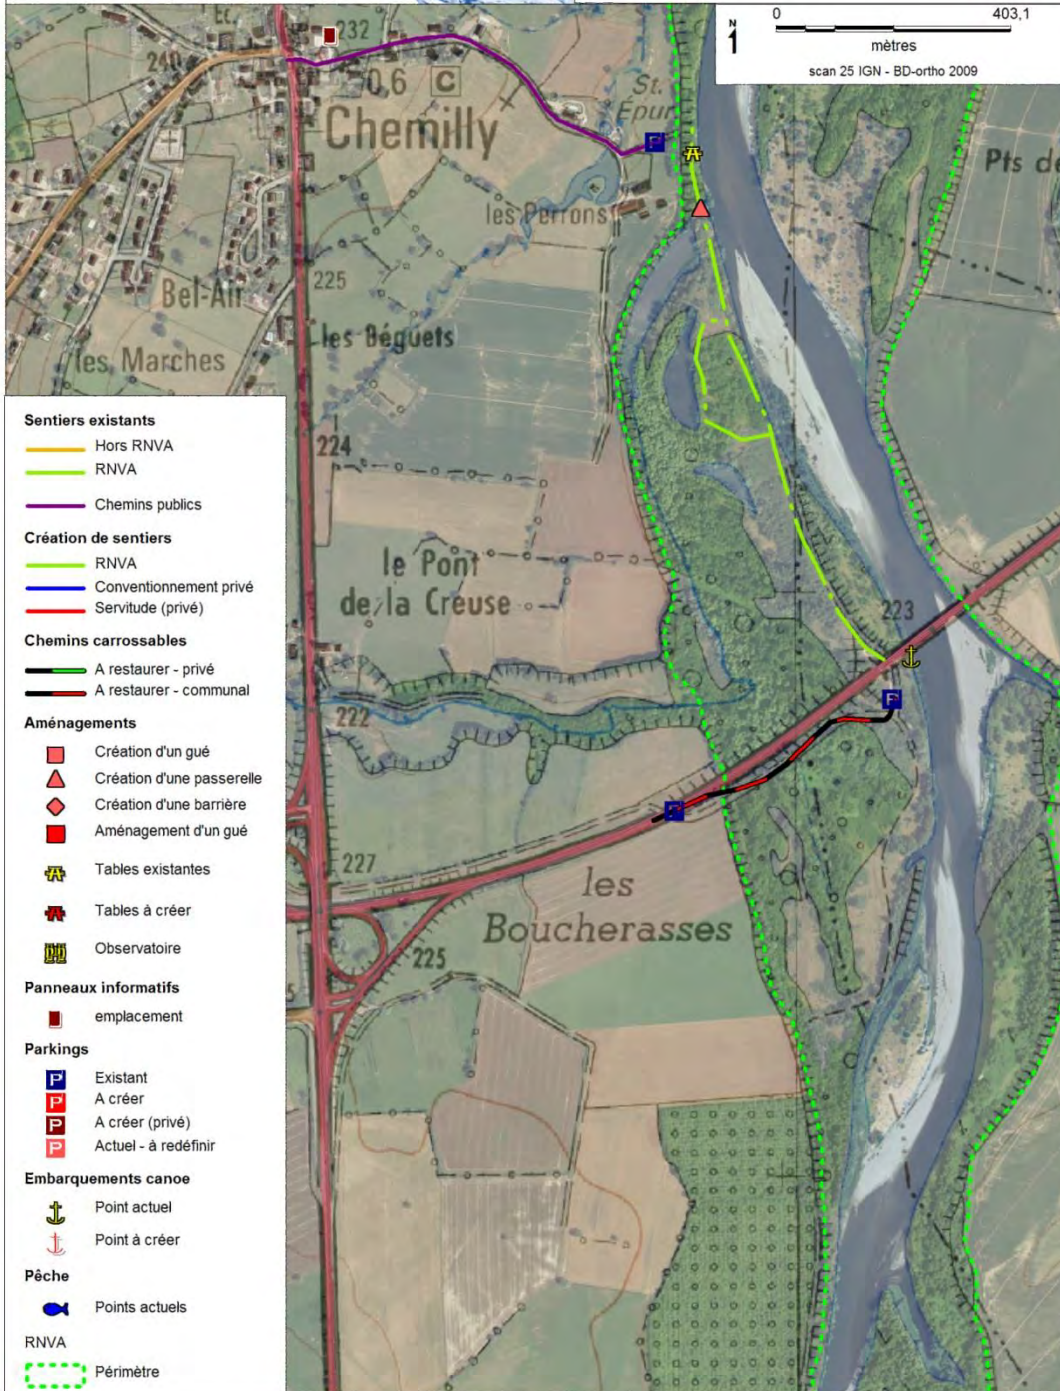 Ec.
232
240
50,6
C
Chemilly
St.
Epur
P
les Perrons
Pts de
N
0 403,1
mètres
scan 25 IGN - BD-ortho 2009
225
Bel-Air
les Béguets
les Marches
224
le Pont
de la Creuse
223
P
222
P
227
les
Boucherasses
225
Sentiers existants
Hors RNVA
RNVA
Chemins publics
Création de sentiers
RNVA
Conventionnement privé
Servitude (privé)
Chemins carrossables
A restaurer - privé
A restaurer - communal
Aménagements
Création d'un gué
Création d'une passerelle
Création d'une barrière
Aménagement d'un gué
Tables existantes
Tables à créer
Observatoire
Panneaux informatifs
emplacement
Parkings
P Existant
P A créer
P A créer (privé)
P Actuel - à redéfinir
Embarquements canoe
Point actuel
Point à créer
Pêche
Points actuels
RNVA
Périmètre